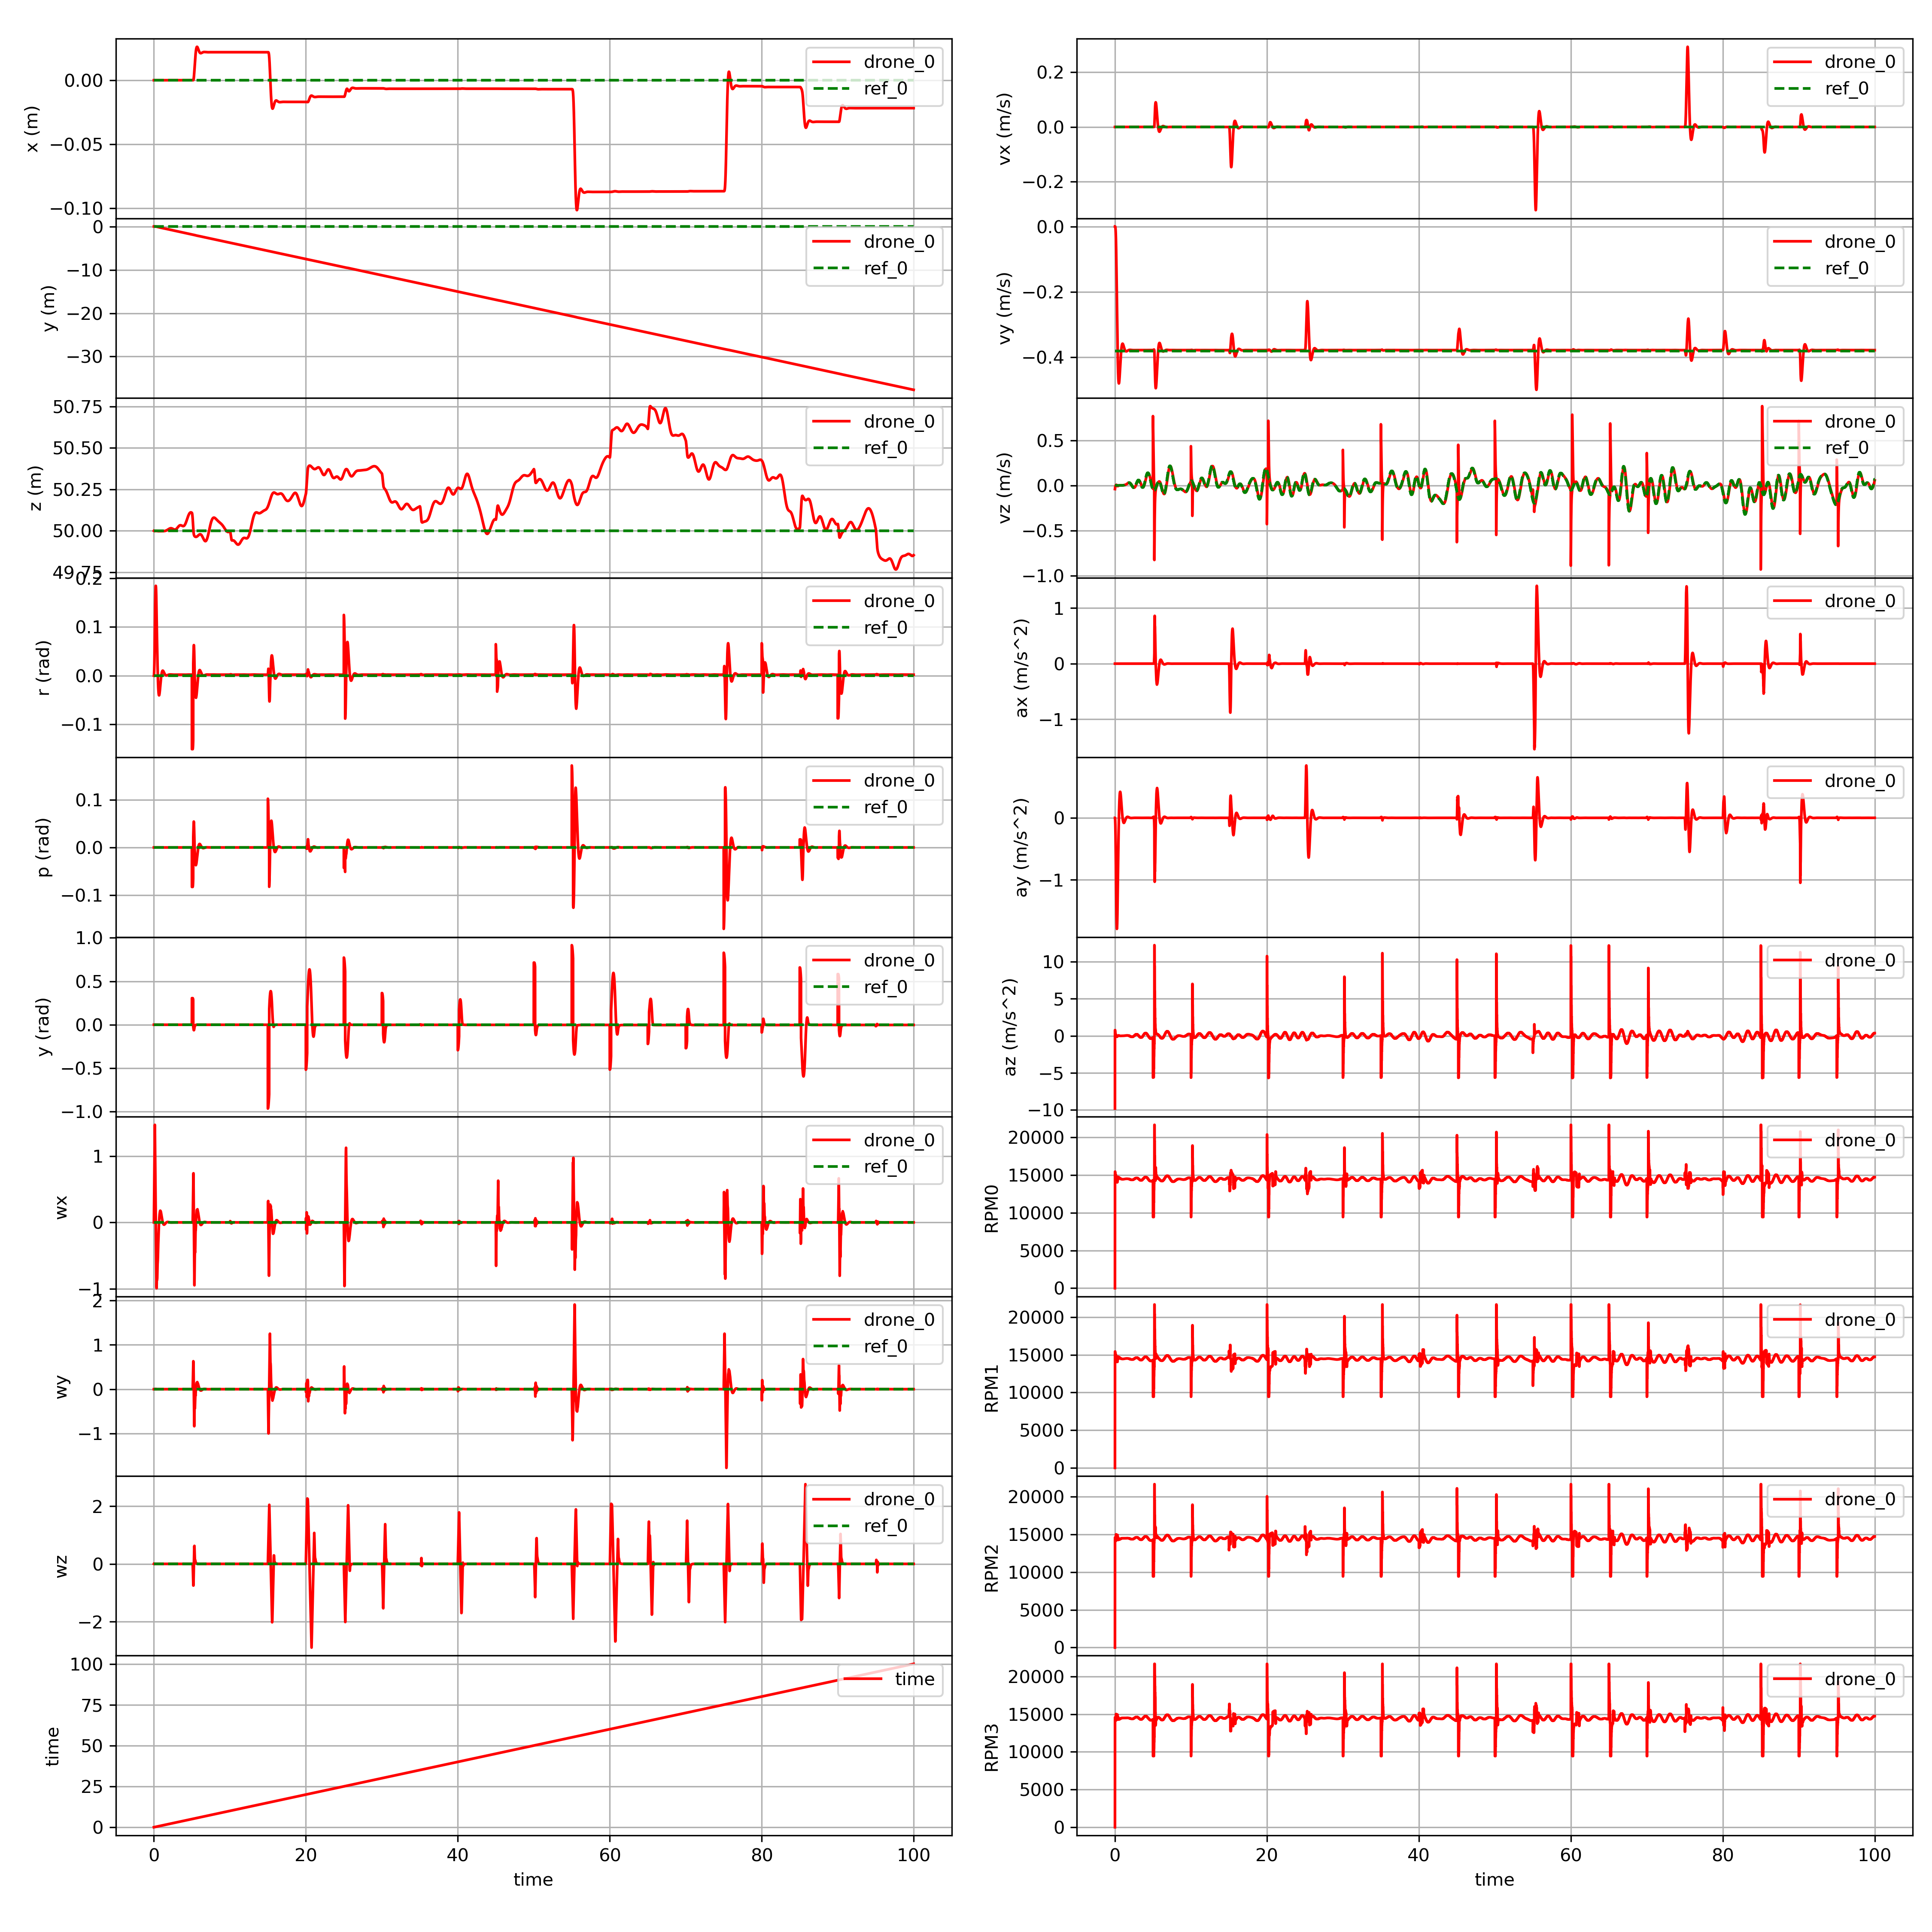 0.00
−0.05
−0.10
x (m)
drone_0
ref_0
0
−10
−20
−30
y (m)
drone_0
ref_0
50.75
50.50
50.25
50.00
49.75
z (m)
drone_0
ref_0
0.2
0.1
0.0
−0.1
r (rad)
drone_0
ref_0
0.1
0.0
−0.1
p (rad)
drone_0
ref_0
1.0
0.5
0.0
−0.5
−1.0
y (rad)
drone_0
ref_0
1
0
−1
wx
drone_0
ref_0
2
1
0
−1
wy
drone_0
ref_0
2
0
−2
wz
drone_0
ref_0
100
75
50
25
0
time
time
0 20 40 60 80 100
time
0.2
0.0
−0.2
vx (m/s)
drone_0
ref_0
0.0
−0.2
−0.4
vy (m/s)
drone_0
ref_0
0.5
0.0
−0.5
−1.0
vz (m/s)
drone_0
ref_0
1
0
−1
ax (m/s^2)
drone_0
0
−1
ay (m/s^2)
drone_0
10
5
0
−5
−10
az (m/s^2)
drone_0
20000
15000
10000
5000
0
RPM0
drone_0
20000
15000
10000
5000
0
RPM1
drone_0
20000
15000
10000
5000
0
RPM2
drone_0
20000
15000
10000
5000
0
RPM3
drone_0
0 20 40 60 80 100
time